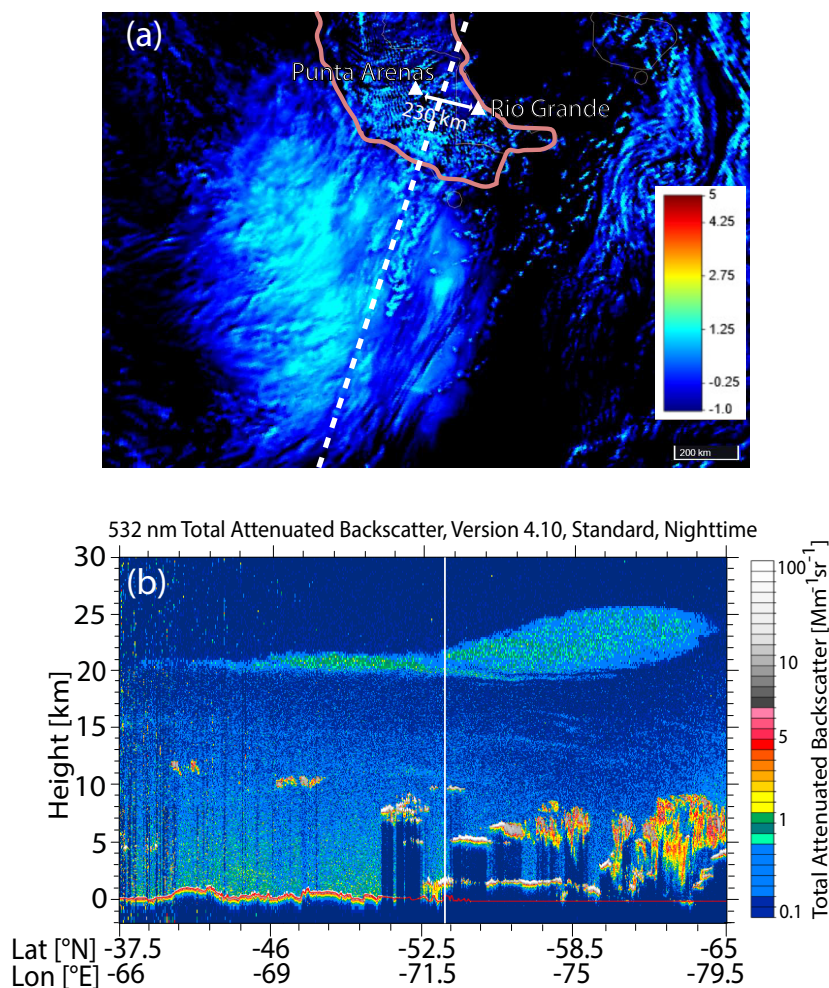 (a)
Punta Arenas
Rio Grande
230 km
5
4.25
2.75
1.25
-0.25
-1.0
200 km
532 nm Total Attenuated Backscatter, Version 4.10, Standard, Nighttime
(b)
30
25
20
15
10
5
0
Height [km]
100
10
5
1
0.1
Total Attenuated Backscatter [Mm⁻¹sr⁻¹]
Lat [°N] -37.5 -46 -52.5 -58.5 -65
Lon [°E] -66 -69 -71.5 -75 -79.5